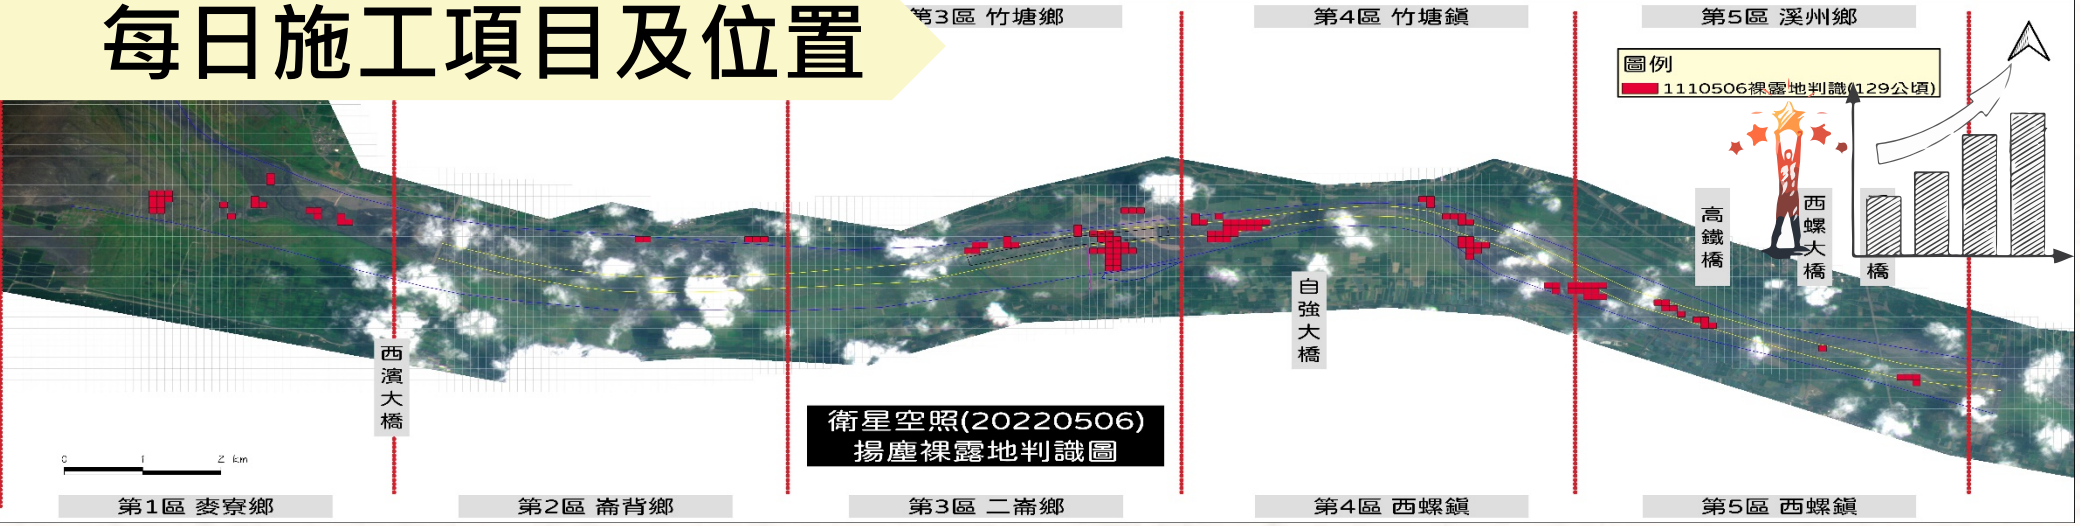 每日施工項目及位置
第3區 竹塘鄉
第4區 竹塘鎮
第5區 溪州鄉
圖例
1110506裸露地判識(129公頃)
高鐵橋
西螺大橋
橋
自強大橋
西濱大橋
衛星空照(20220506)
揚塵裸露地判識圖
0 1 2 km
第1區 麥寮鄉
第2區 崙背鄉
第3區 二崙鄉
第4區 西螺鎮
第5區 西螺鎮